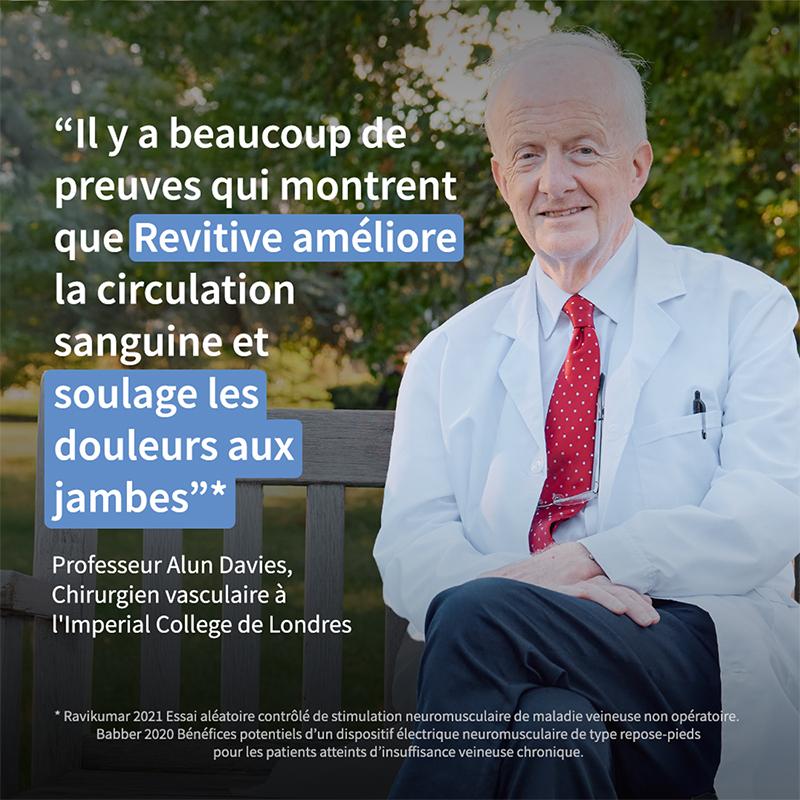 “Il y a beaucoup de
preuves qui montrent
que Revitive améliore
la circulation
sanguine et
soulage les
douleurs aux
jambes”*
Professeur Alun Davies,
Chirurgien vasculaire à
l'Imperial College de Londres
* Ravikumar 2021 Essai aléatoire contrôlé de stimulation neuromusculaire de maladie veineuse non opératoire.
Babber 2020 Bénéfices potentiels d’un dispositif électrique neuromusculaire de type repose-pieds
pour les patients atteints d’insuffisance veineuse chronique.